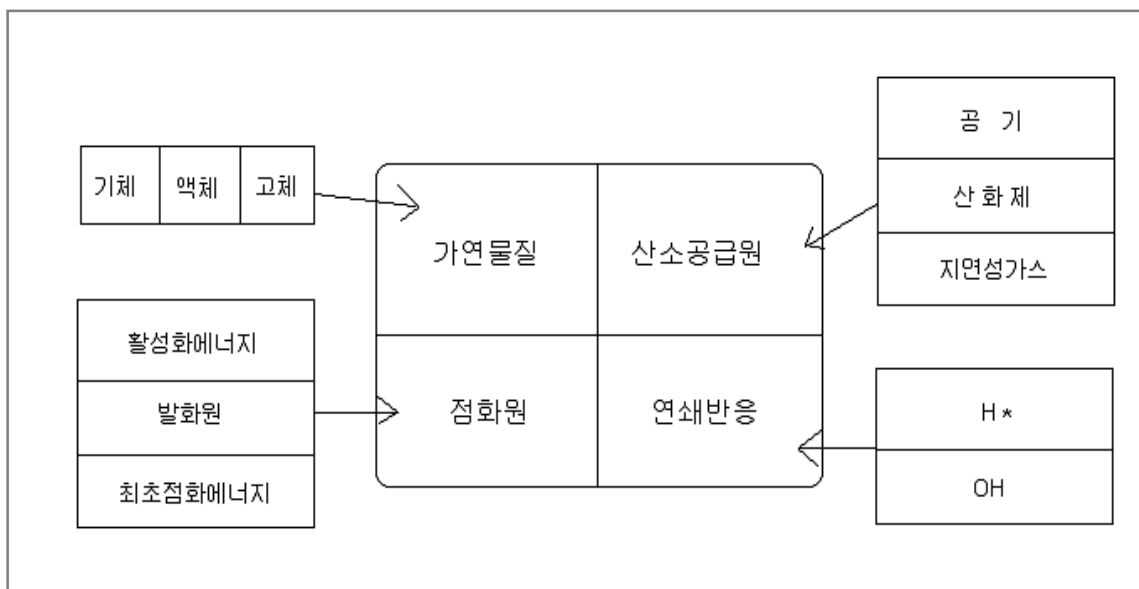 공 기
기체 액체 고체
산 화 제
가연물질 산소공급원
지연성가스
활성화에너지
발화원
점화원 연쇄반응
H *
최초점화에너지
OH